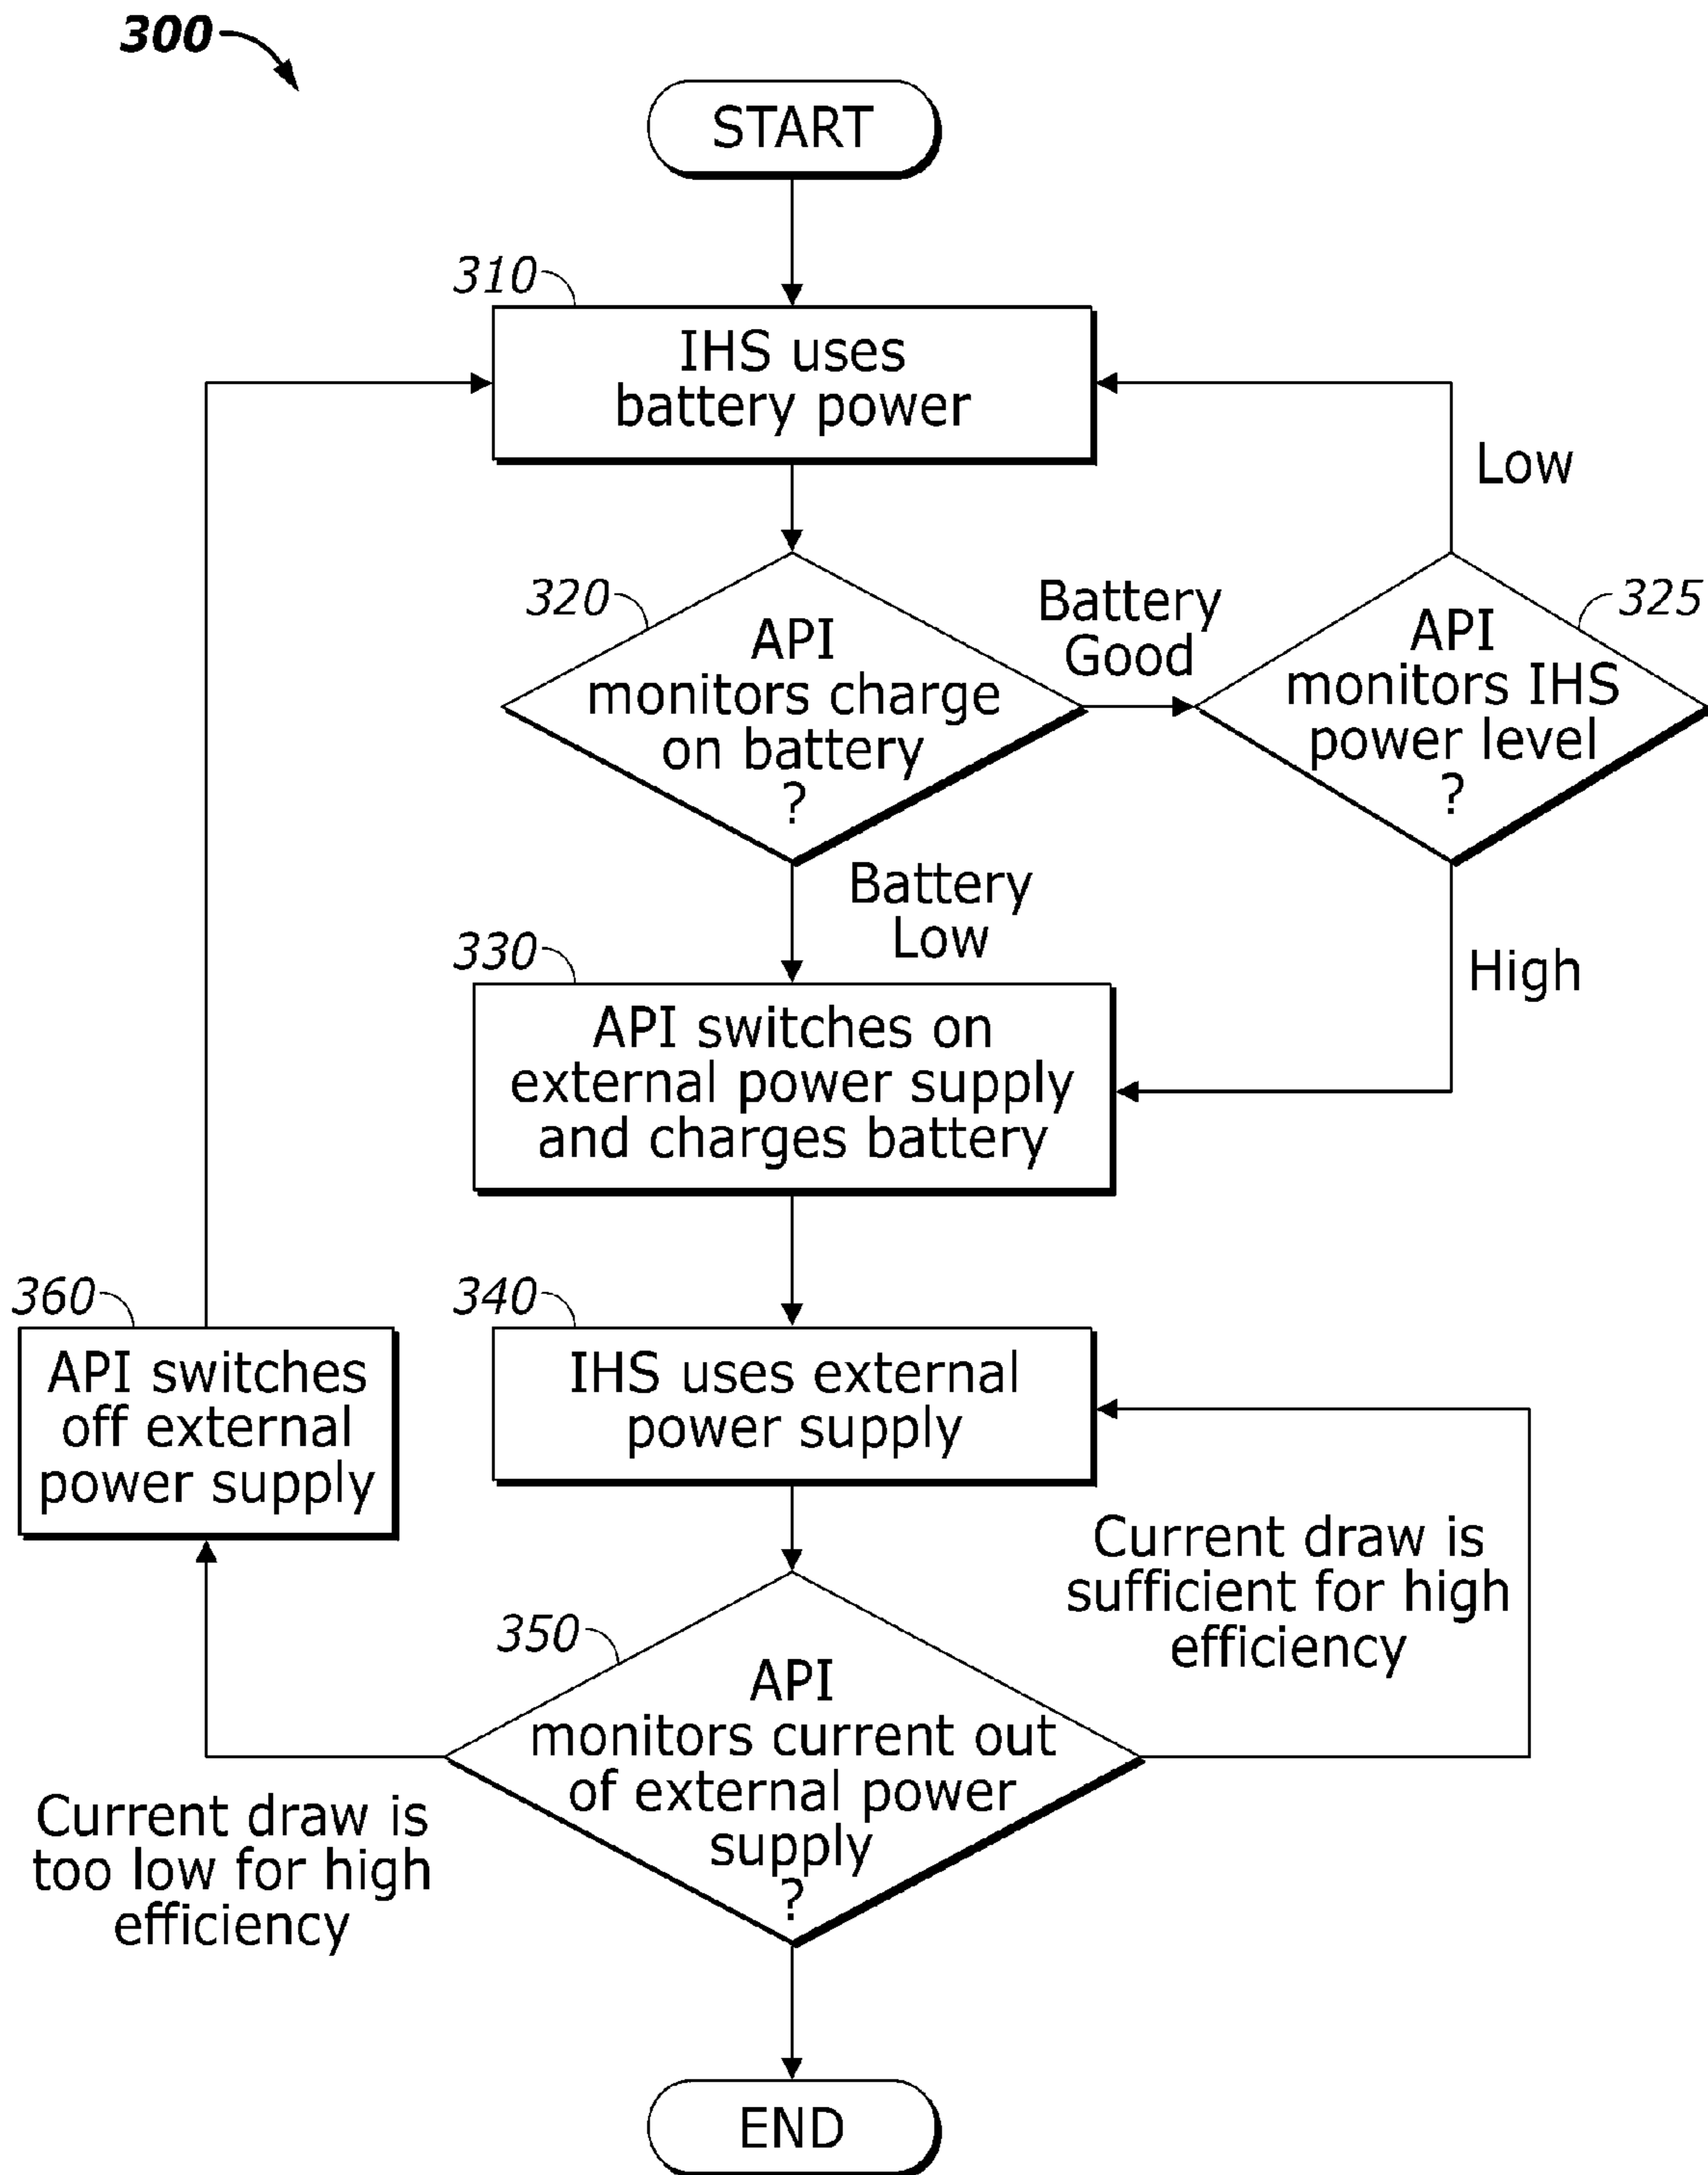 300
START
310
IHS uses
battery power
Low
320
API
monitors charge
on battery
?
Battery
Good
325
API
monitors IHS
power level
?
Battery
Low
High
330
API switches on
external power supply
and charges battery
360
API switches
off external
power supply
340
IHS uses external
power supply
Current draw is
sufficient for high
efficiency
350
API
monitors current out
of external power
supply
?
Current draw is
too low for high
efficiency
END